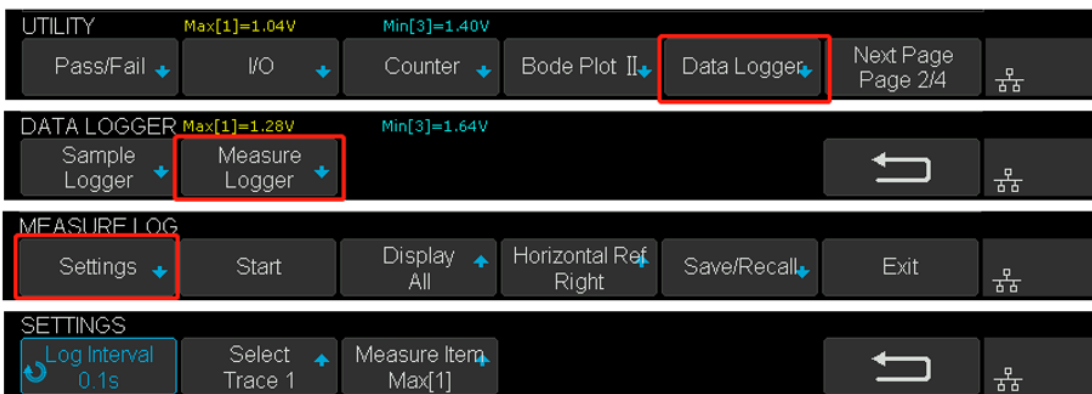 UTILITY Max[1]=1.04V Min[3]=1.40V
Pass/Fail I/O Counter Bode Plot II Data Logger Next Page
Page 2/4
DATA LOGGER Max[1]=1.28V Min[3]=1.64V
Sample Measure
Logger Logger
MEASURE LOG
Settings Start Display All Horizontal Ref Right Save/Recall Exit
SETTINGS
Log Interval Select Measure Item
0.1s Trace 1 Max[1]